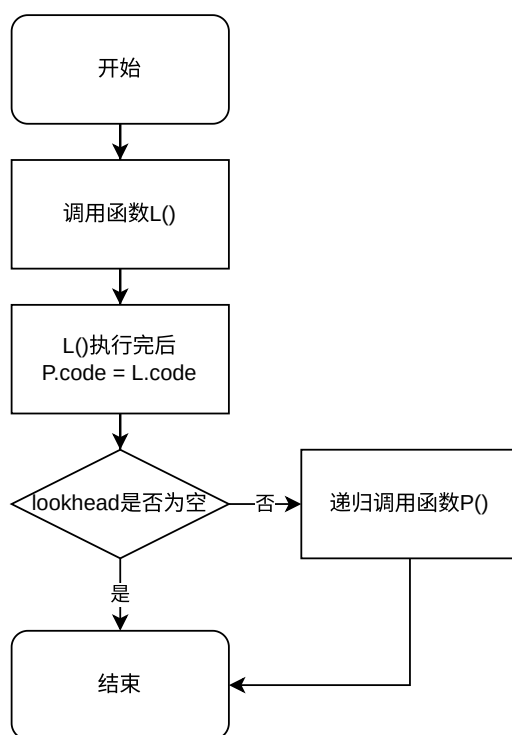 开始
调用函数L()
L()执行完后
P.code = L.code
lookhead是否为空
否
递归调用函数P()
是
结束